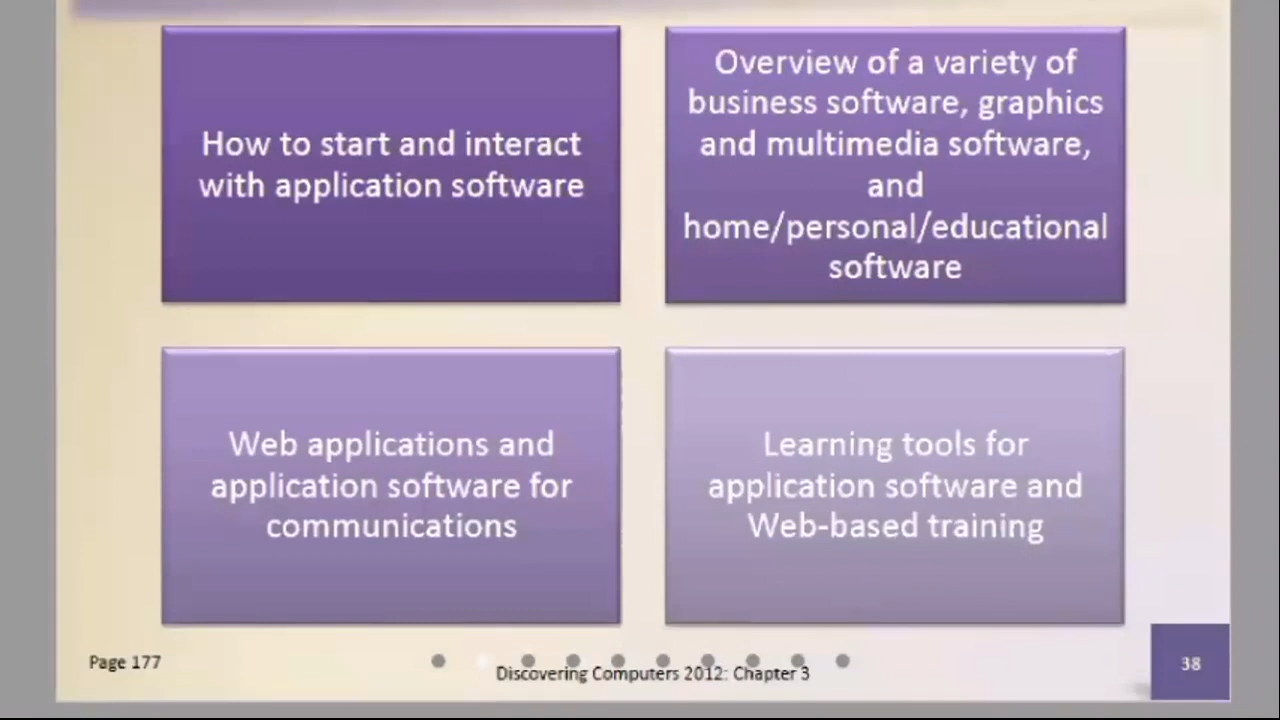 How to start and interact
with application software
Overview of a variety of
business software, graphics
and multimedia software,
and
home/personal/educational
software
Web applications and
application software for
communications
Learning tools for
application software and
Web-based training
Page 177
Discovering Computers 2012: Chapter 3
38